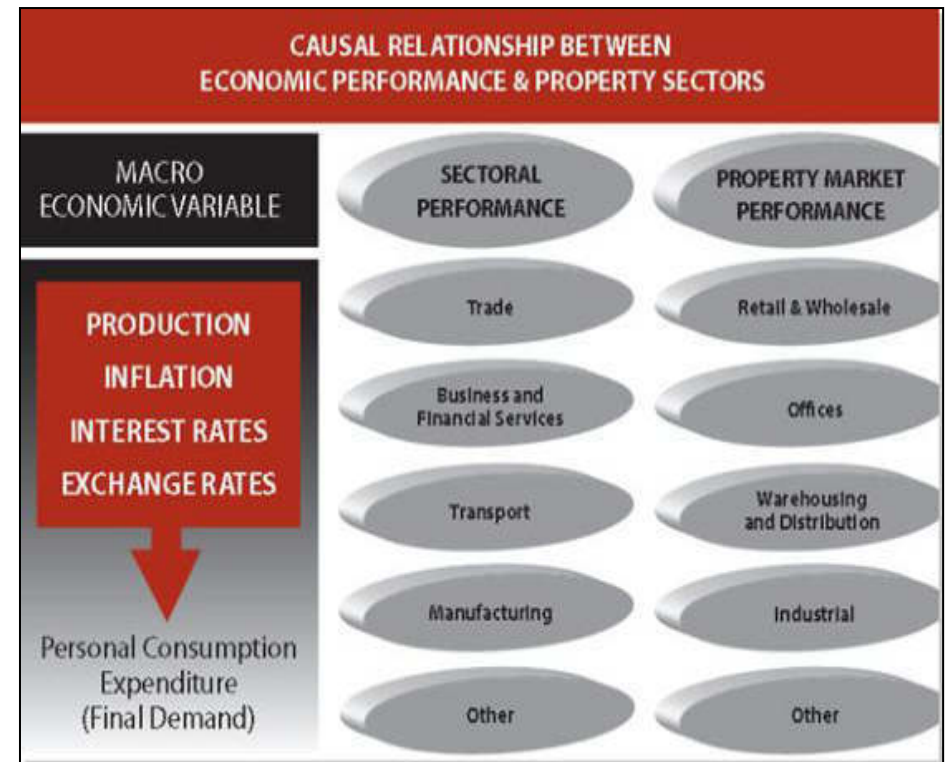 CAUSAL RELATIONSHIP BETWEEN
ECONOMIC PERFORMANCE & PROPERTY SECTORS
MACRO
ECONOMIC VARIABLE
SECTORAL
PERFORMANCE
PROPERTY MARKET
PERFORMANCE
PRODUCTION
INFLATION
INTEREST RATES
EXCHANGE RATES
Personal Consumption
Expenditure
(Final Demand)
Trade
Retail & Wholesale
Business and
Financial Services
Offices
Transport
Warehousing
and Distribution
Manufacturing
Industrial
Other
Other